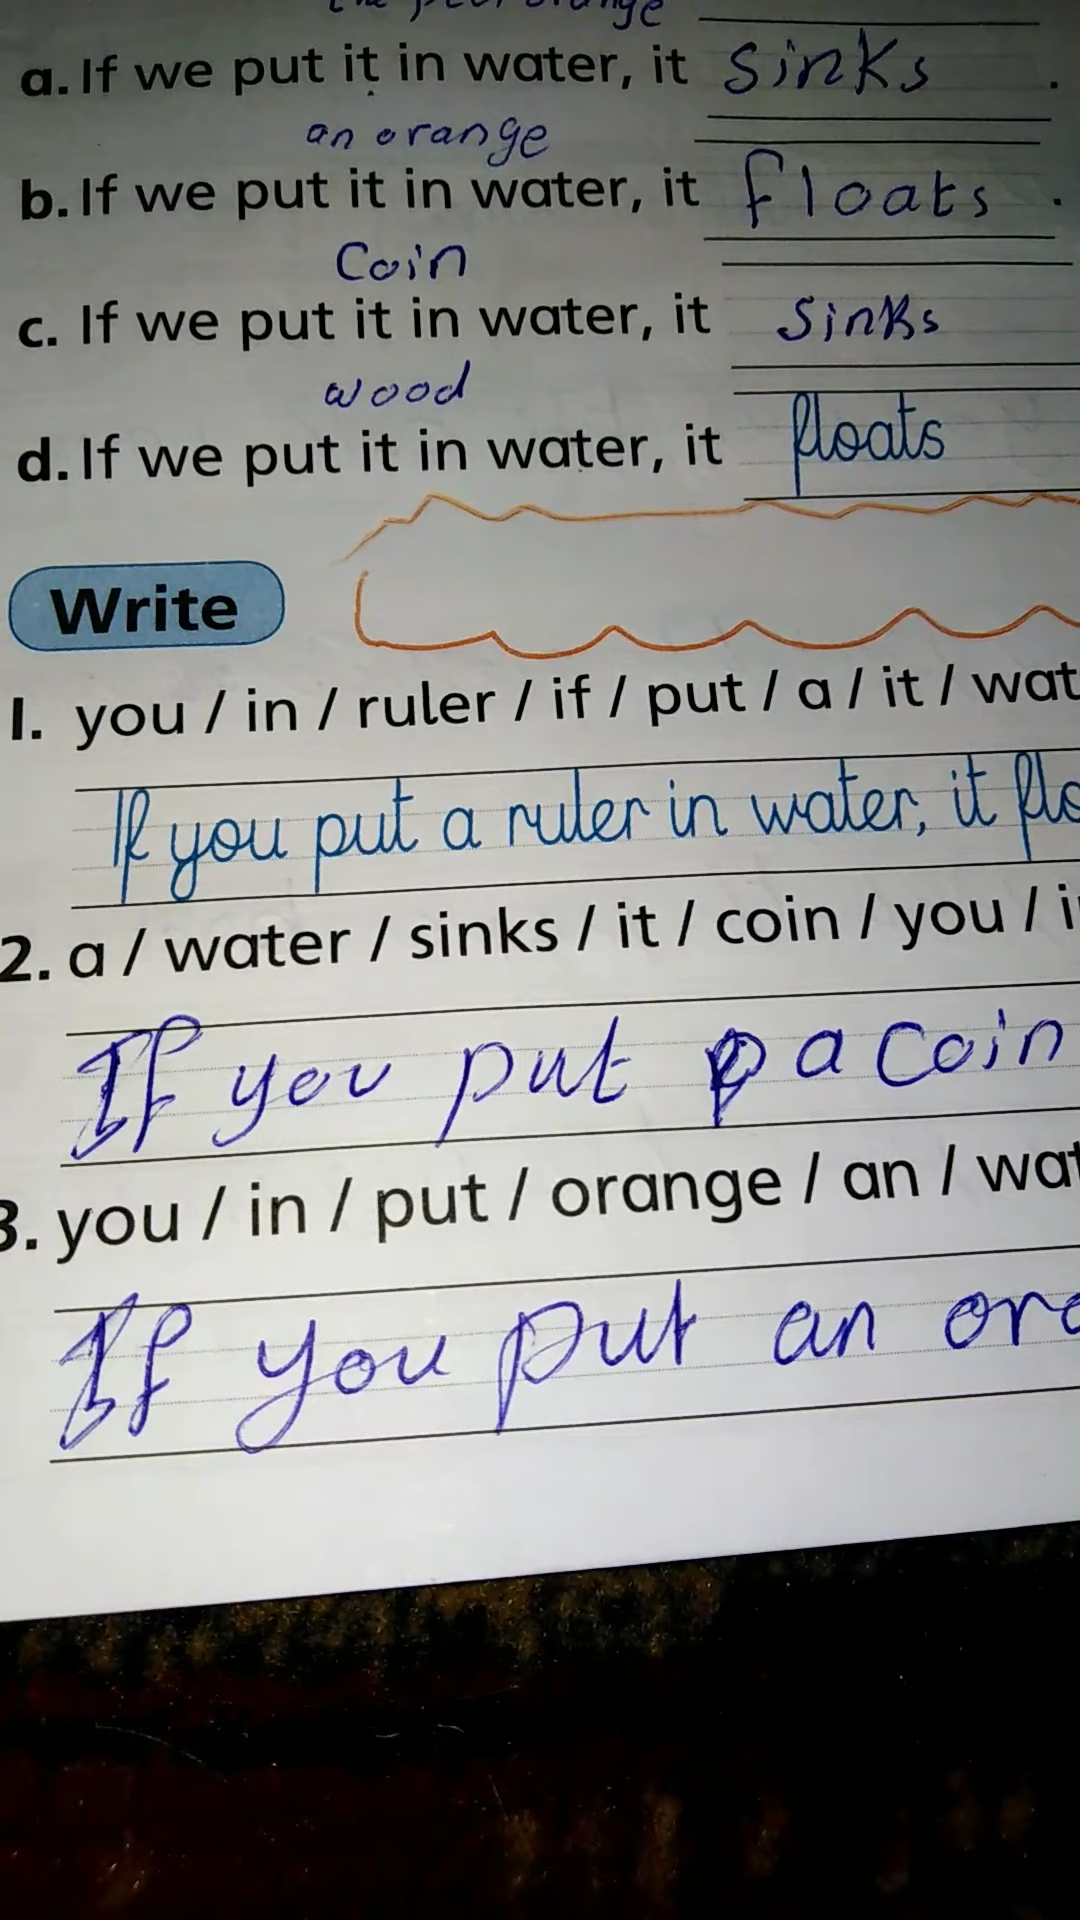 orange
a. If we put it in water, it sinks .
an orange
b. If we put it in water, it floats .
Coin
c. If we put it in water, it sinks
wood
d. If we put it in water, it floats
Write
1. you / in / ruler / if / put / a / it / wat
If you put a ruler in water, it flo
2. a / water / sinks / it / coin / you / i
If you put a coin
3. you / in / put / orange / an / wat
If you put an ora